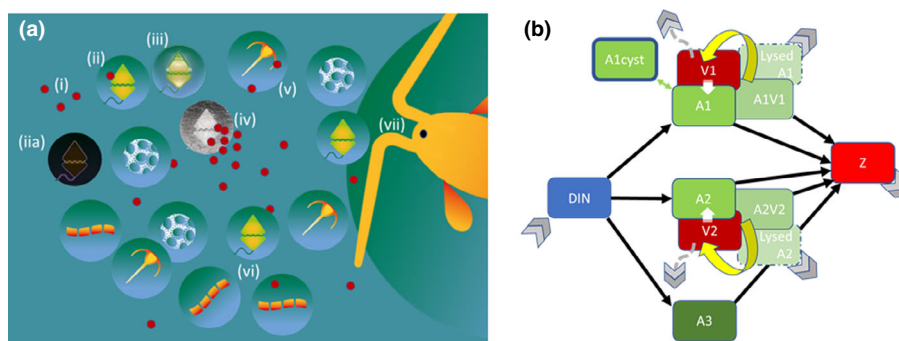 (a)
(i)
(ii)
(iii)
(v)
(iia)
(iv)
(vii)
(vi)
(b)
A1cyst
V1
Lysed
A1
A1
A1V1
Z
DIN
A2
A2V2
V2
Lysed
A2
A3